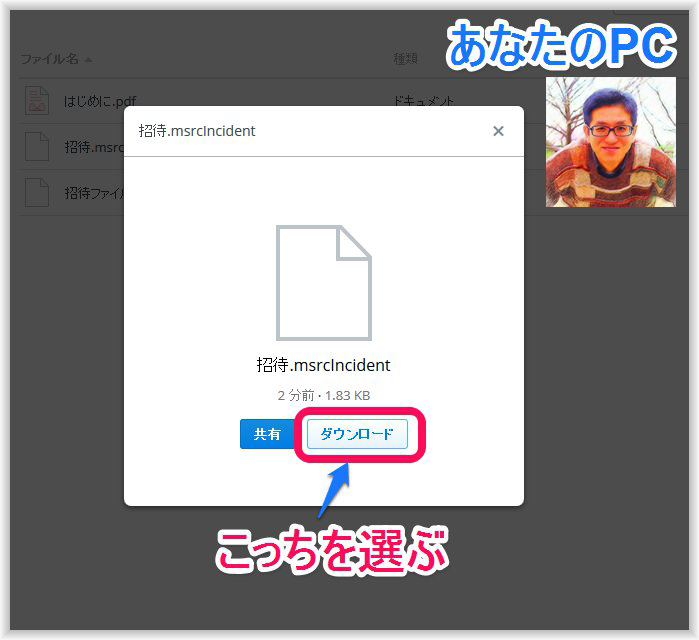 あなたのPC
ファイル名
種類
はじめに.pdf
ドキュメント
招待.msrcIncident
招待.msrc
招待ファイル
招待.msrcIncident
2 分前・1.83 KB
共有
ダウンロード
こっちを選ぶ